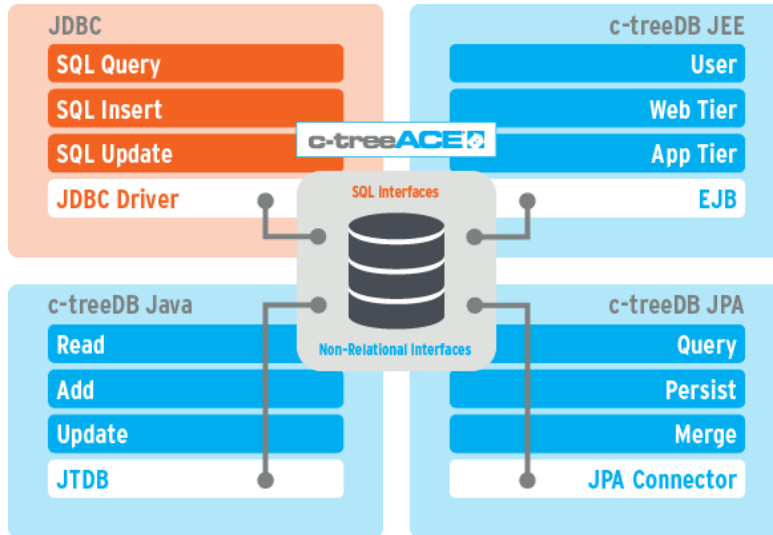 JDBC
SQL Query
SQL Insert
SQL Update
JDBC Driver
c-treeDB JEE
User
Web Tier
App Tier
EJB
c-treeACE
SQL Interfaces
Non-Relational Interfaces
c-treeDB Java
Read
Add
Update
JTDB
c-treeDB JPA
Query
Persist
Merge
JPA Connector